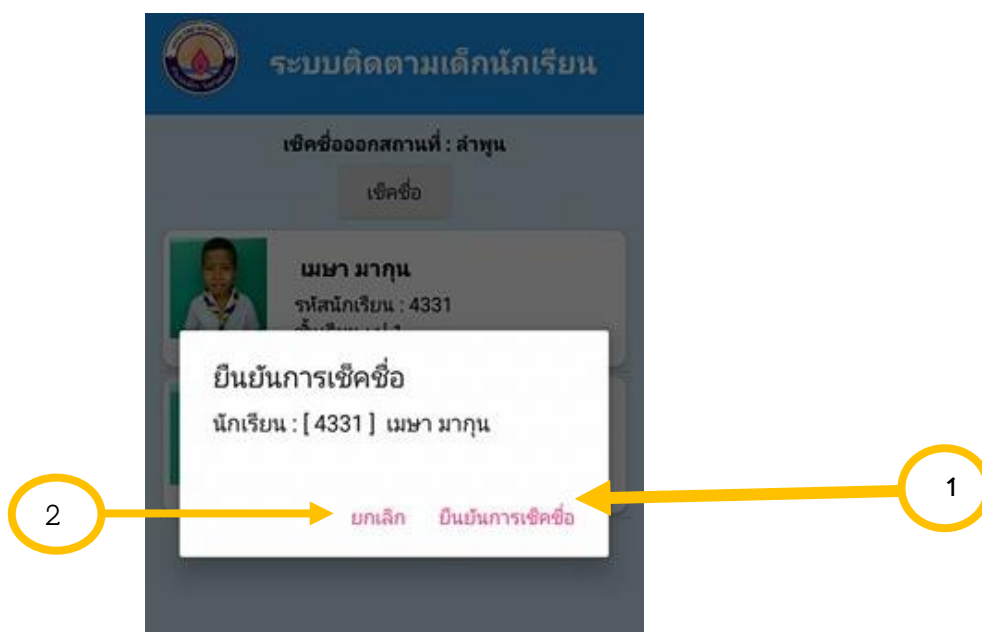 ระบบติดตามเด็กนักเรียน
เช็คชื่อออกสถานที่ : ลำพูน
เช็คชื่อ
เมษา มากุน
รหัสนักเรียน : 4331
ยืนยันการเช็คชื่อ
นักเรียน : [ 4331 ] เมษา มากุน
1
2
ยกเลิก ยืนยันการเช็คชื่อ